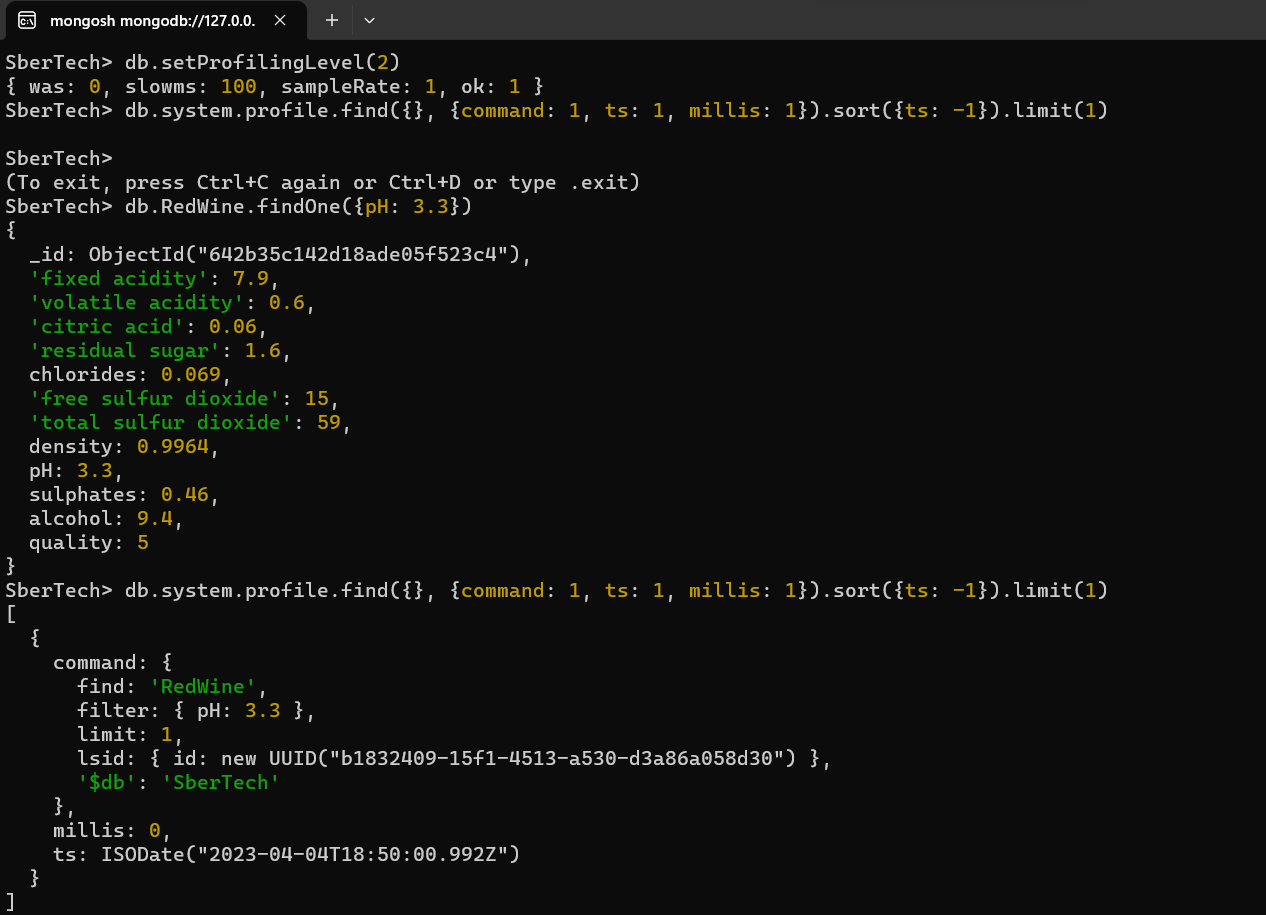 mongosh mongodb://127.0.0.
SberTech> db.setProfilingLevel(2)
{ was: 0, slowms: 100, sampleRate: 1, ok: 1 }
SberTech> db.system.profile.find({}, {command: 1, ts: 1, millis: 1}).sort({ts: -1}).limit(1)
SberTech>
(To exit, press Ctrl+C again or Ctrl+D or type .exit)
SberTech> db.RedWine.findOne({pH: 3.3})
{
  _id: ObjectId("642b35c142d18ade05f523c4"),
  'fixed acidity': 7.9,
  'volatile acidity': 0.6,
  'citric acid': 0.06,
  'residual sugar': 1.6,
  chlorides: 0.069,
  'free sulfur dioxide': 15,
  'total sulfur dioxide': 59,
  density: 0.9964,
  pH: 3.3,
  sulphates: 0.46,
  alcohol: 9.4,
  quality: 5
}
SberTech> db.system.profile.find({}, {command: 1, ts: 1, millis: 1}).sort({ts: -1}).limit(1)
[
  {
    command: {
      find: 'RedWine',
      filter: { pH: 3.3 },
      limit: 1,
      lsid: { id: new UUID("b1832409-15f1-4513-a530-d3a86a058d30") },
      '$db': 'SberTech'
    },
    millis: 0,
    ts: ISODate("2023-04-04T18:50:00.992Z")
  }
]